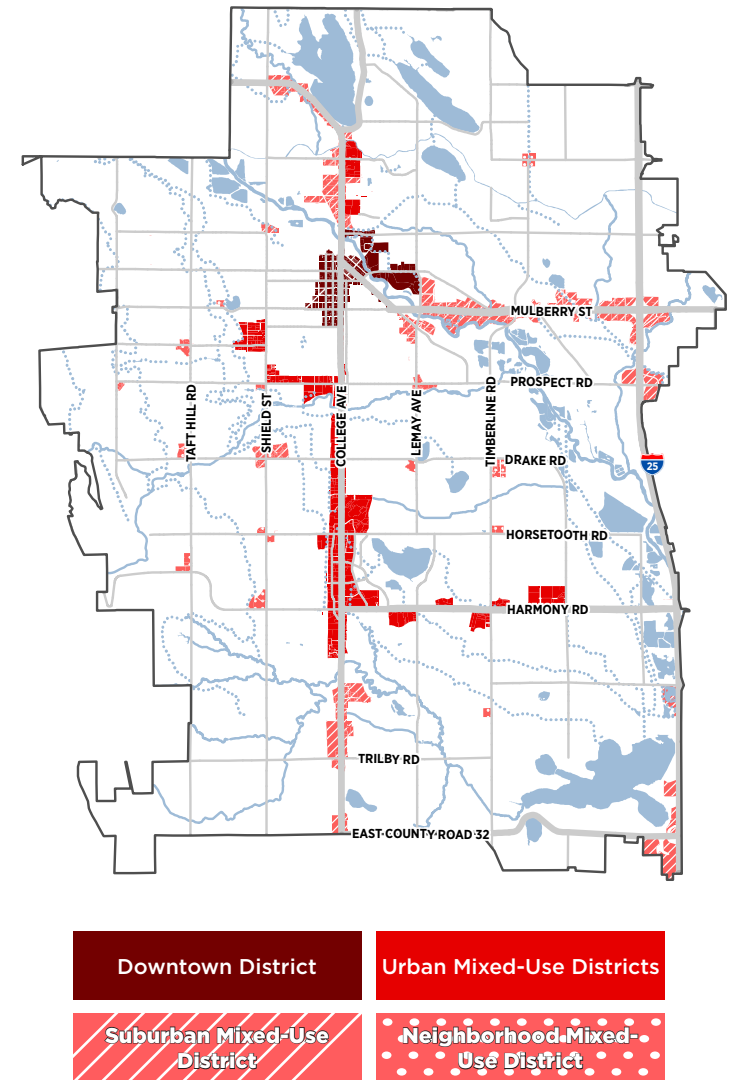 MULBERRY ST
PROSPECT RD
TAFT HILL RD
SHIELD ST
COLLEGE AVE
LEMAY AVE
TIMBERLINE RD
DRAKE RD
25
HORSETOOTH RD
HARMONY RD
TRILBY RD
EAST COUNTY ROAD 32
Downtown District
Urban Mixed-Use Districts
Suburban Mixed-Use
District
Neighborhood Mixed-
Use District